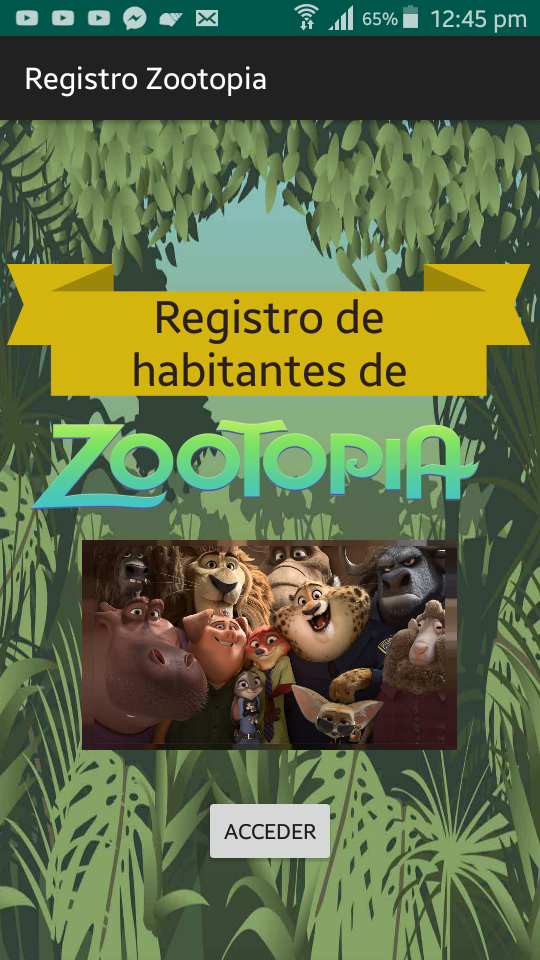 65% 12:45 pm
Registro Zootopia
Registro de
habitantes de
ZOOTOPIA
ACCEDER